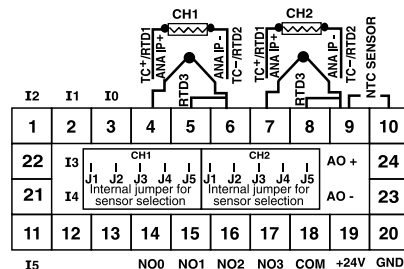 CH1 CH2
TC+/RTD1 ANA IP+ ANA IP- TC-/RTD2 TC+/RTD1 ANA IP+ ANA IP- TC-/RTD2 NTC SENSOR
RTD3 RTD3
I2 I1 I0
1 2 3 4 5 6 7 8 9 10
22 I3 CH1 CH2 AO + 24
J1 J2 J3 J4 J5 J1 J2 J3 J4 J5
Internal jumper for Internal jumper for
21 I4 sensor selection sensor selection AO - 23
11 12 13 14 15 16 17 18 19 20
I5 NO0 NO1 NO2 NO3 COM +24V GND